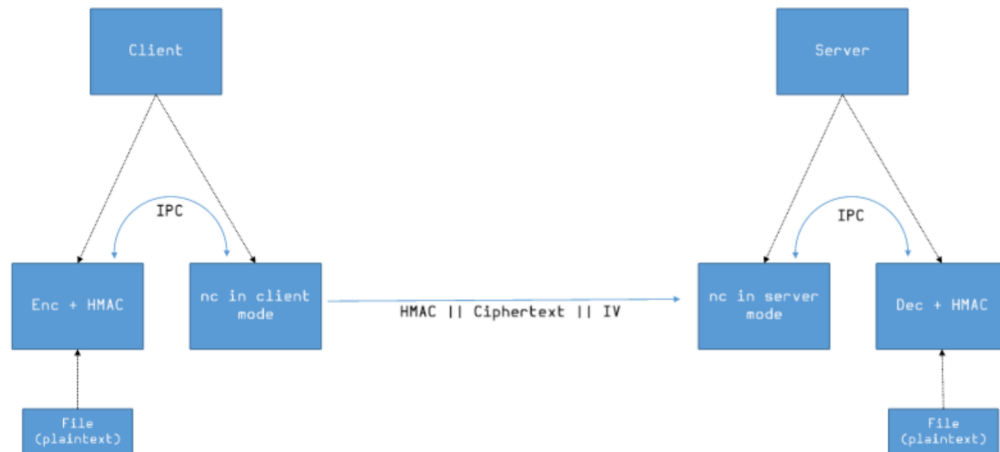 Client
Server
IPC
IPC
Enc + HMAC
nc in client
mode
HMAC || Ciphertext || IV
nc in server
mode
Dec + HMAC
File
(plaintext)
File
(plaintext)